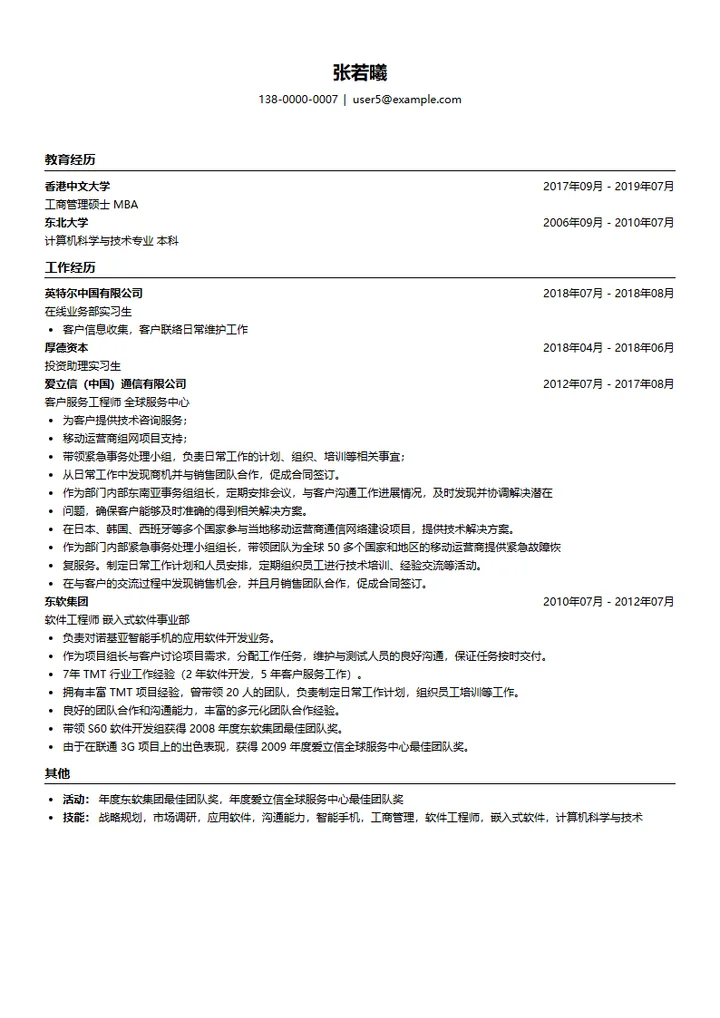 张若曦
138-0000-0007 | user5@example.com
教育经历
香港中文大学 2017年09月 - 2019年07月
工商管理硕士 MBA
东北大学 2006年09月 - 2010年07月
计算机科学与技术专业 本科
工作经历
英特尔中国有限公司 2018年07月 - 2018年08月
在线业务部实习生
• 客户信息收集，客户联络日常维护工作
厚德资本 2018年04月 - 2018年06月
投资助理实习生
爱立信（中国）通信有限公司 2012年07月 - 2017年08月
客户服务工程师 全球服务中心
• 为客户提供技术咨询服务；
• 移动运营商组网项目支持；
• 带领紧急事务处理小组，负责日常工作的计划、组织、培训等相关事宜；
• 从日常工作中发现商机并与销售团队合作，促成合同签订。
• 作为部门内部东南亚事务组组长，定期安排会议，与客户沟通工作进展情况，及时发现并协调解决潜在
• 问题，确保客户能够及时准确的得到相关解决方案。
• 在日本、韩国、西班牙等多个国家参与当地移动运营商通信网络建设项目，提供技术解决方案。
• 作为部门内部紧急事务处理小组组长，带领团队为全球 50 多个国家和地区的移动运营商提供紧急故障恢
• 复服务。制定日常工作计划和人员安排，定期组织员工进行技术培训、经验交流等活动。
• 在与客户的交流过程中发现销售机会，并且月销售团队合作，促成合同签订。
东软集团 2010年07月 - 2012年07月
软件工程师 嵌入式软件事业部
• 负责对诺基亚智能手机的应用软件开发业务。
• 作为项目组长与客户讨论项目需求，分配工作任务，维护与测试人员的良好沟通，保证任务按时交付。
• 7年 TMT 行业工作经验（2 年软件开发，5 年客户服务工作）。
• 拥有丰富 TMT 项目经验，曾带领 20 人的团队，负责制定日常工作计划，组织员工培训等工作。
• 良好的团队合作和沟通能力，丰富的多元化团队合作经验。
• 带领 S60 软件开发组获得 2008 年度东软集团最佳团队奖。
• 由于在联通 3G 项目上的出色表现，获得 2009 年度爱立信全球服务中心最佳团队奖。
其他
• 活动： 年度东软集团最佳团队奖，年度爱立信全球服务中心最佳团队奖
• 技能： 战略规划，市场调研，应用软件，沟通能力，智能手机，工商管理，软件工程师，嵌入式软件，计算机科学与技术